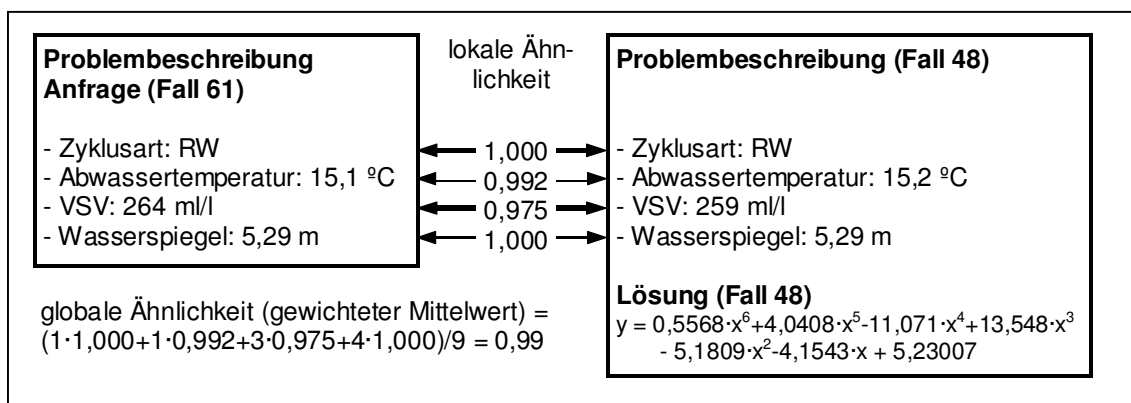 Problembeschreibung
Anfrage (Fall 61)
- Zyklusart: RW
- Abwassertemperatur: 15,1 ºC
- VSV: 264 ml/l
- Wasserspiegel: 5,29 m
lokale Ähn-
lichkeit
1,000
0,992
0,975
1,000
Problembeschreibung (Fall 48)
- Zyklusart: RW
- Abwassertemperatur: 15,2 ºC
- VSV: 259 ml/l
- Wasserspiegel: 5,29 m
Lösung (Fall 48)
y = 0,5568·x⁶+4,0408·x⁵-11,071·x⁴+13,548·x³
- 5,1809·x²-4,1543·x + 5,23007
globale Ähnlichkeit (gewichteter Mittelwert) =
(1·1,000+1·0,992+3·0,975+4·1,000)/9 = 0,99